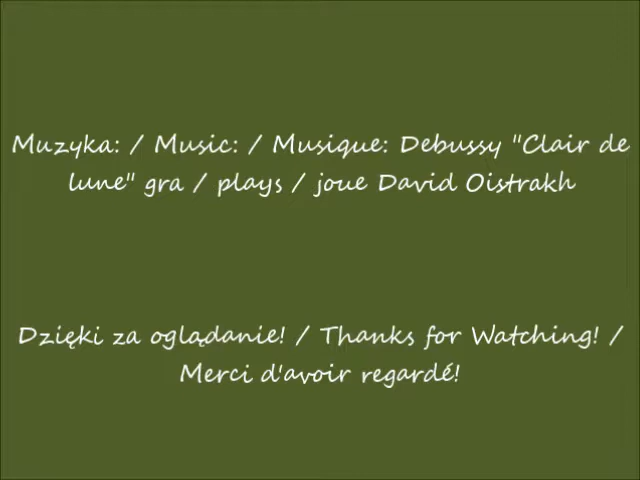 Muzyka: / Music: / Musique: Debussy "Clair de
lune" gra / plays / joue David Oistrakh
Dzięki za oglądanie! / Thanks for Watching! /
Merci d'avoir regardé!